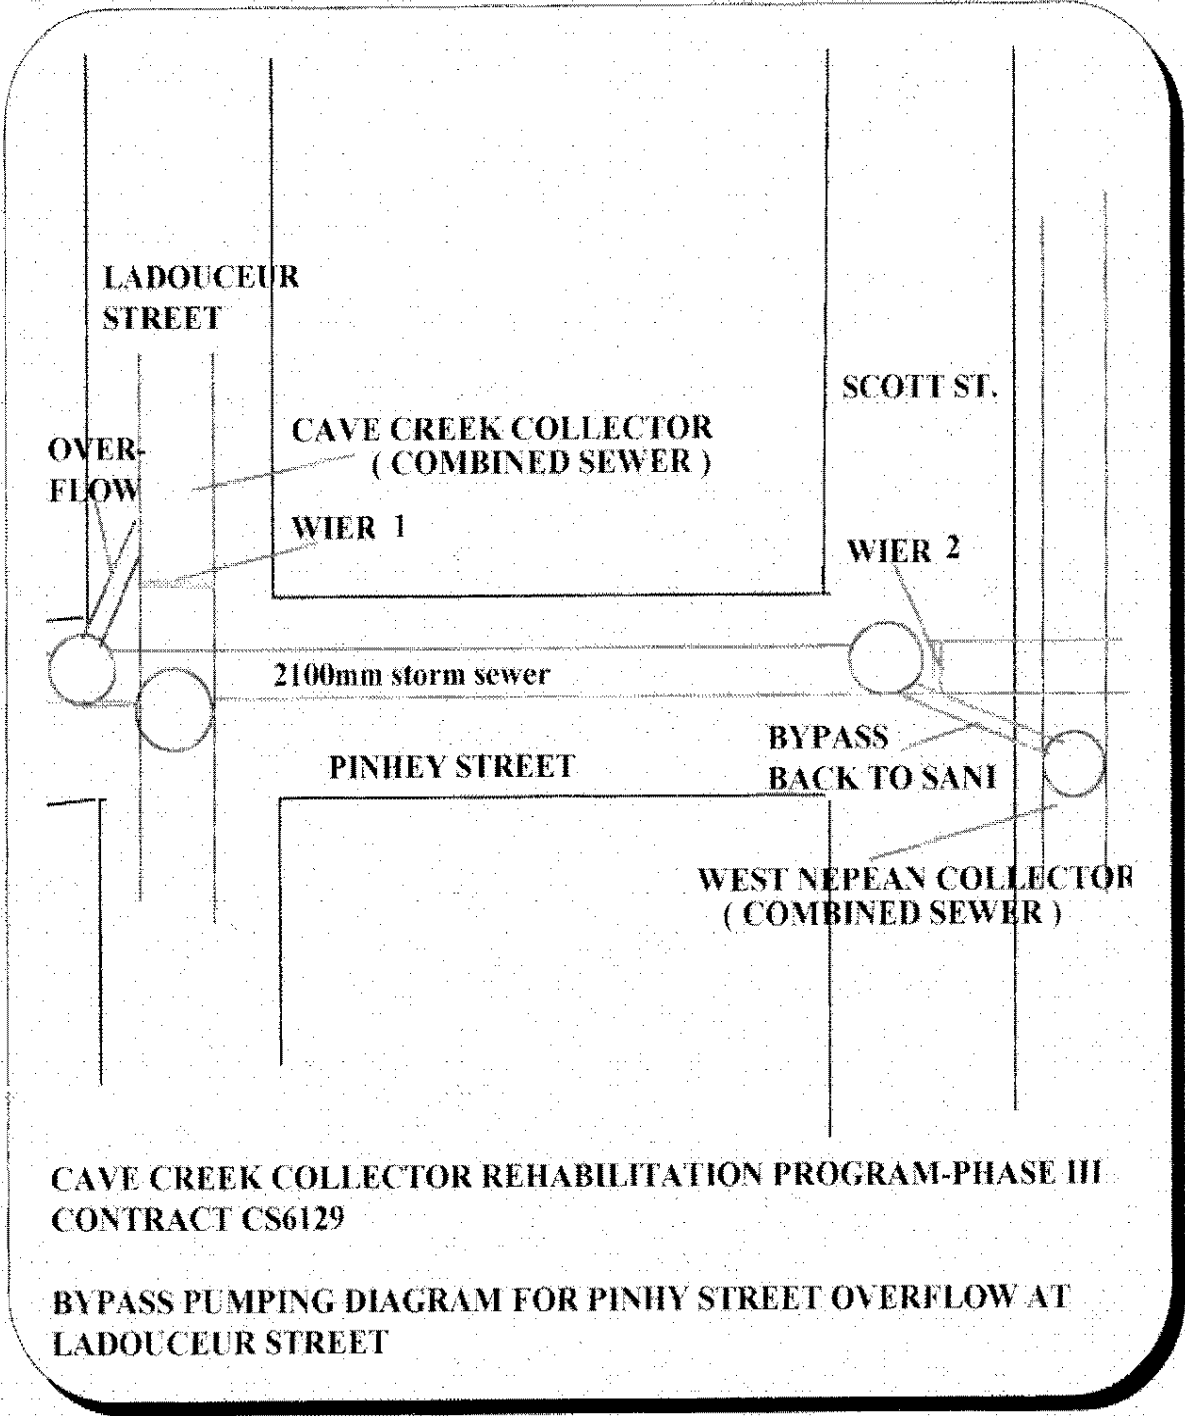 LADOUCEUR
STREET
SCOTT ST.
OVER-
FLOW
CAVE CREEK COLLECTOR
( COMBINED SEWER )
WIER 1
WIER 2
2100mm storm sewer
PINHEY STREET
BYPASS
BACK TO SANI
WEST NEPEAN COLLECTOR
( COMBINED SEWER )
CAVE CREEK COLLECTOR REHABILITATION PROGRAM-PHASE III
CONTRACT CS6129
BYPASS PUMPING DIAGRAM FOR PINHY STREET OVERFLOW AT
LADOUCEUR STREET